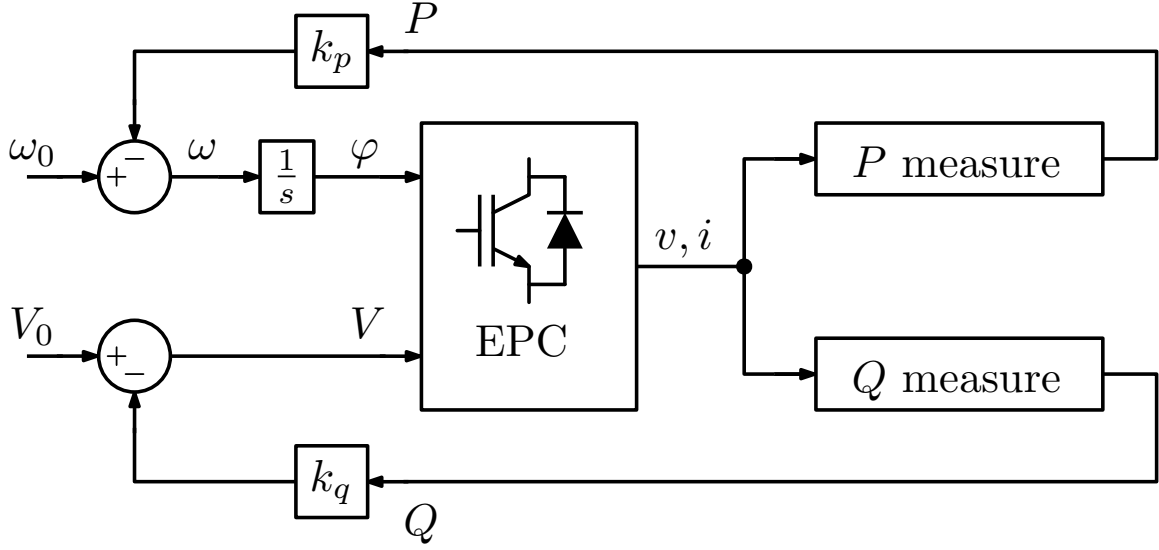 P
k_p
ω_0
−
+
ω
1/s
φ
P measure
v, i
V_0
+
−
V
EPC
Q measure
k_q
Q